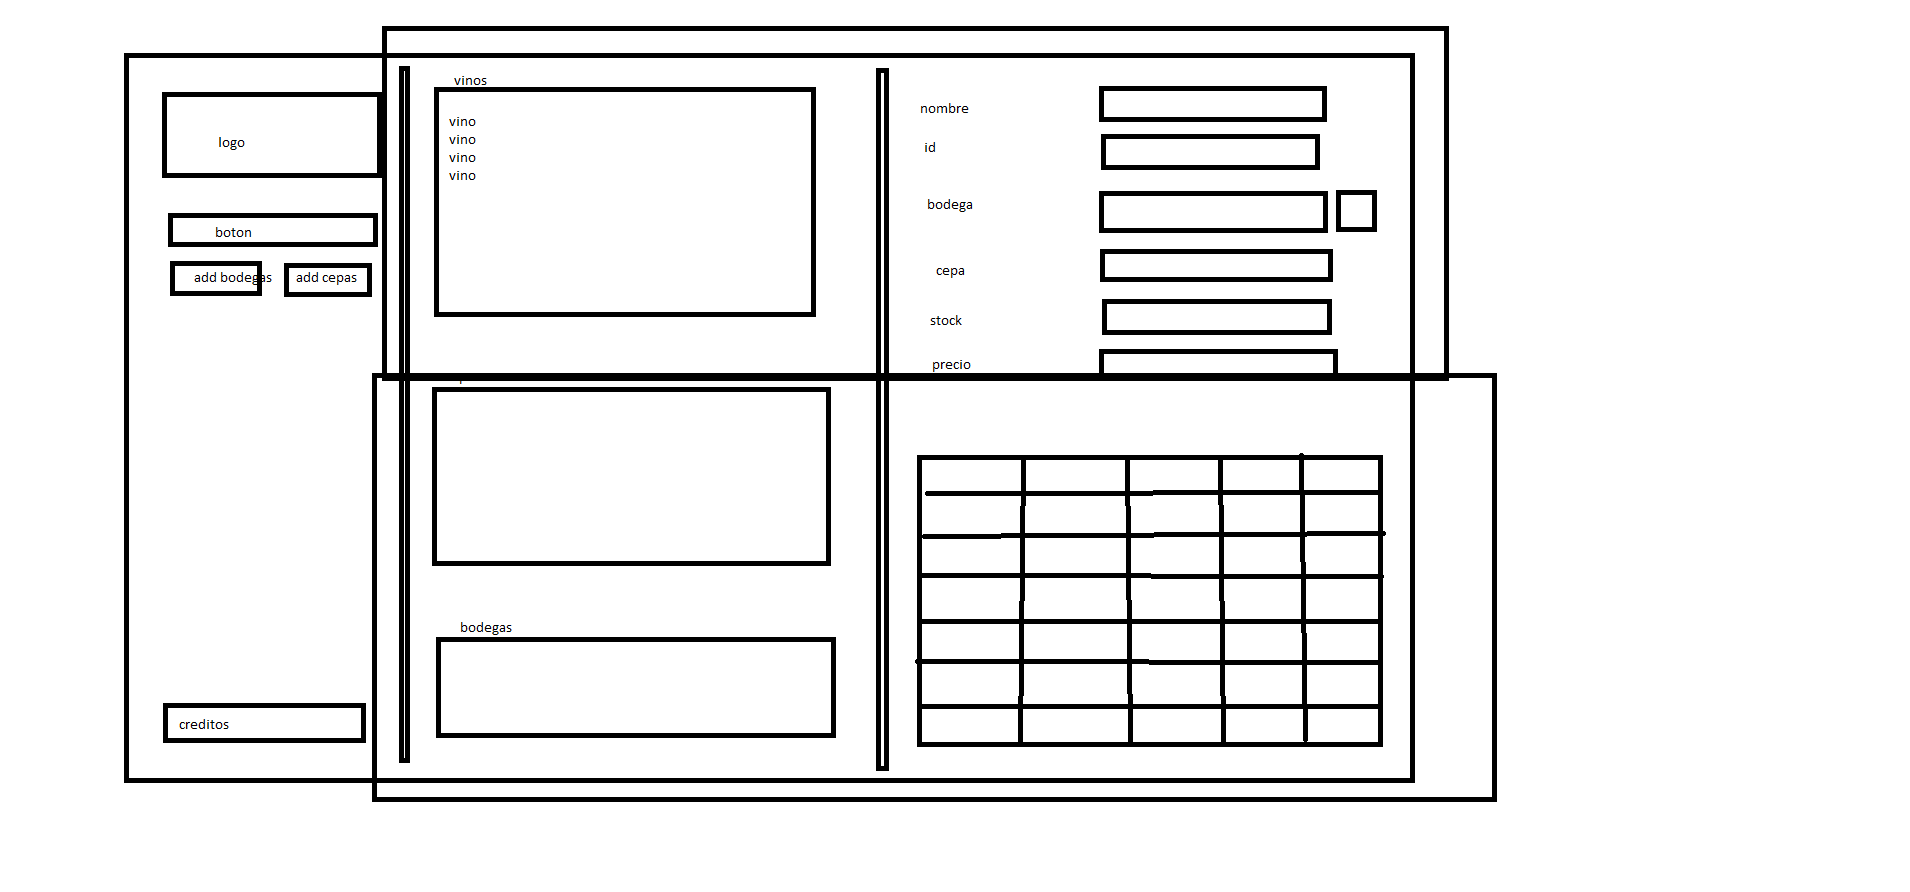 logo
boton
add bodegas
add cepas
creditos
vinos
vino
vino
vino
vino
bodegas
nombre
id
bodega
cepa
stock
precio